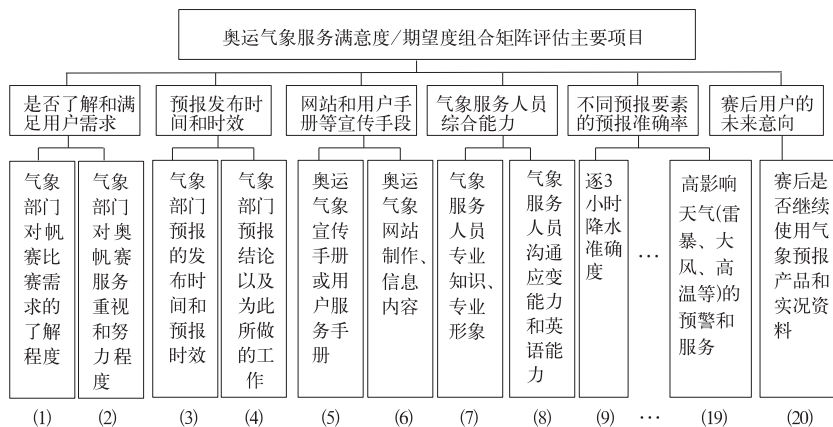 奥运气象服务满意度/期望度组合矩阵评估主要项目
是否了解和满
足用户需求
预报发布时
间和时效
网站和用户手
册等宣传手段
气象服务人员
综合能力
不同预报要素
的预报准确率
赛后用户的
未来意向
气象
部门
对帆
赛比
赛需
求的
了解
程度
气象
部门
对奥
帆赛
服务
重视
和努
力程
度
气象
部门
预报
的发
布时
间和
预报
时效
气象
部门
预报
结论
以及
为此
所做
的工
作
奥运
气象
宣传
手册
或用
户服
务手
册
奥运
气象
网站
制作、
信息
内容
气象
服务
人员
专业
知识、
专业
形象
气象
服务
人员
沟通
应变
能力
和英
语能
力
逐3
小时
降水
准确
度
…
高影响
天气(雷
暴、大
风、高
温等)的
预警和
服务
赛后是
否继续
使用气
象预报
产品和
实况资
料
(1)
(2)
(3)
(4)
(5)
(6)
(7)
(8)
(9)
…
(19)
(20)